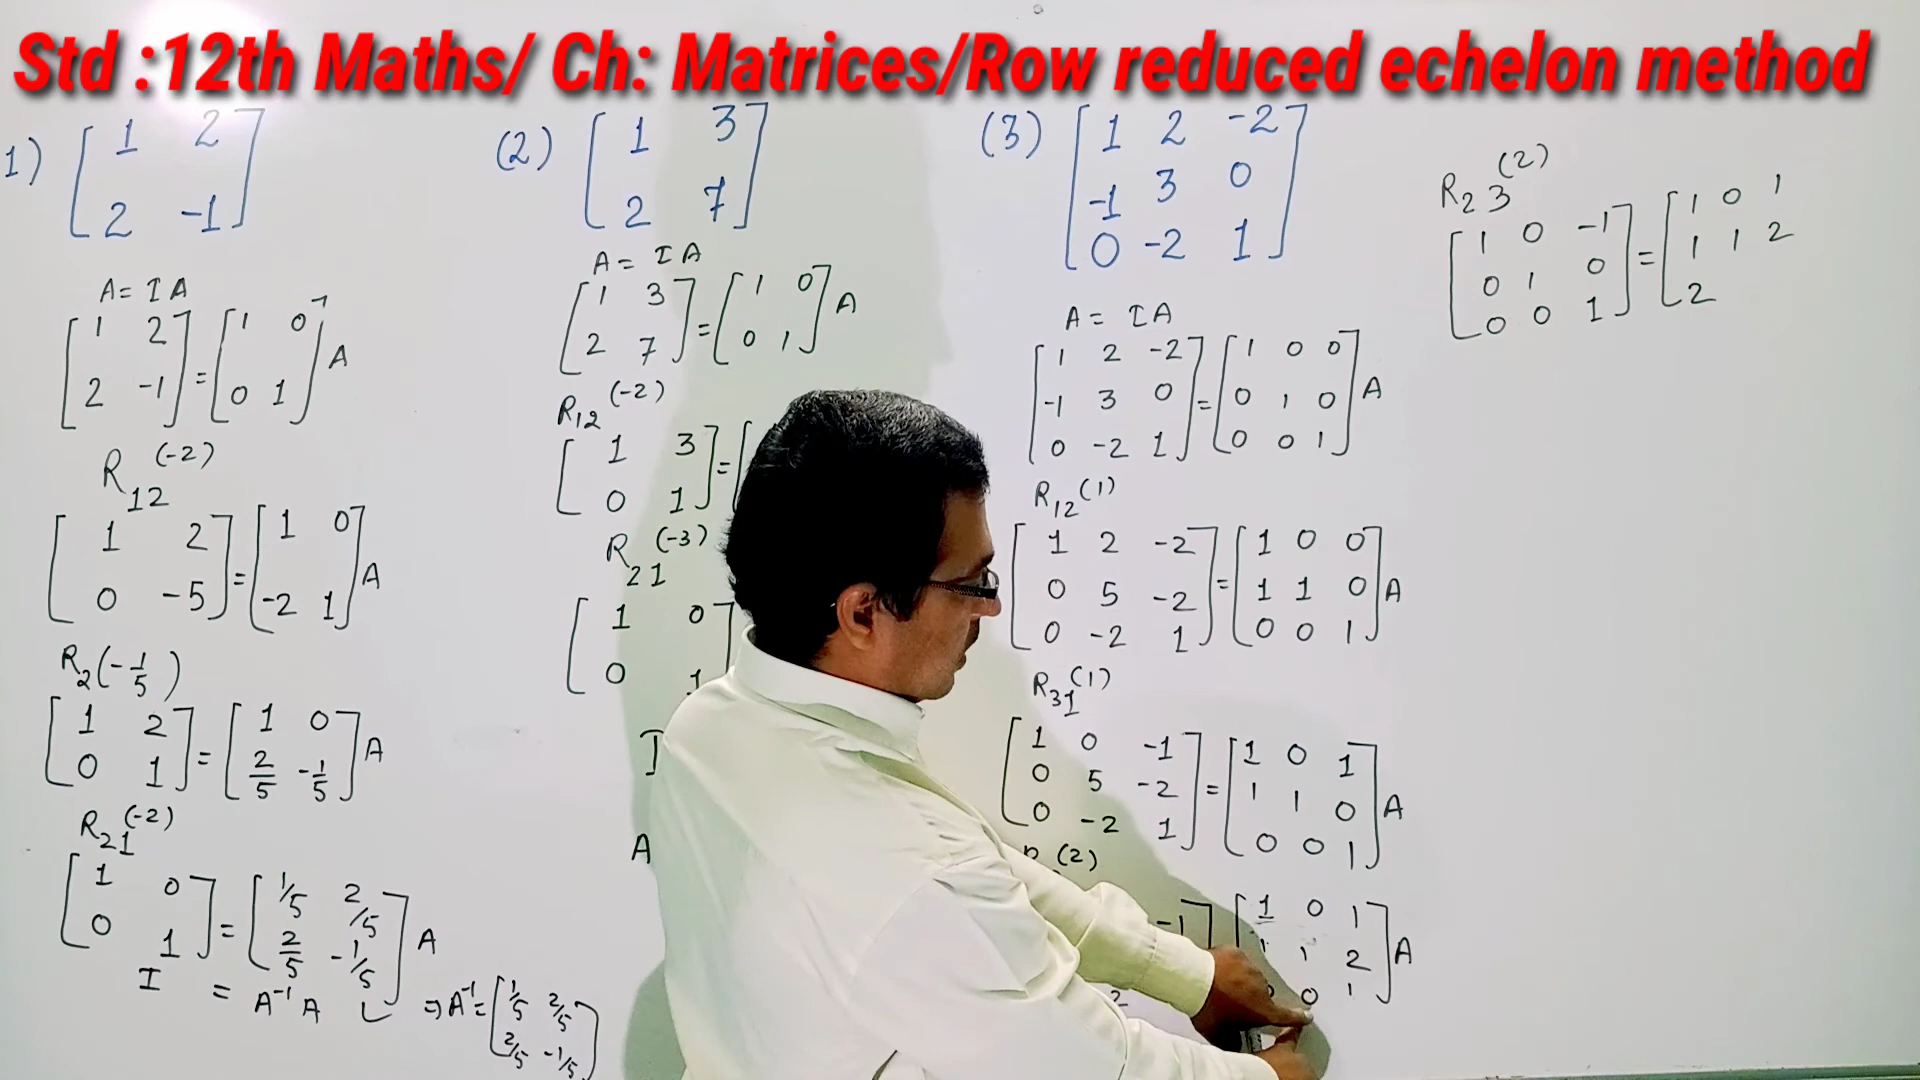 Std :12th Maths/ Ch: Matrices/Row reduced echelon method
1) [ 1 2
2 -1 ]
A = I A
[ 1 2
2 -1 ] = [ 1 0
0 1 ] A
R12 (-2)
[ 1 2
0 -5 ] = [ 1 0
-2 1 ] A
R2 (-1/5)
[ 1 2
0 1 ] = [ 1 0
2/5 -1/5 ] A
R21 (-2)
[ 1 0
0 1 ] = [ 1/5 2/5
2/5 -1/5 ] A
I = A⁻¹ A
⇒ A⁻¹ = [ 1/5 2/5
2/5 -1/5 ]
(2) [ 1 3
2 7 ]
A = I A
[ 1 3
2 7 ] = [ 1 0
0 1 ] A
R12 (-2)
[ 1 3
0 1 ] = [
R21 (-3)
[ 1 0
0 1
I
A
(3) [ 1 2 -2
-1 3 0
0 -2 1 ]
A = I A
[ 1 2 -2
-1 3 0
0 -2 1 ] = [ 1 0 0
0 1 0
0 0 1 ] A
R12 (1)
[ 1 2 -2
0 5 -2
0 -2 1 ] = [ 1 0 0
1 1 0
0 0 1 ] A
R31 (1)
[ 1 0 -1
0 5 -2
0 -2 1 ] = [ 1 0 1
1 1 0
0 0 1 ] A
(2)
-1 ] [ 1 0 1
1 2
0 1 ] A
R23 (2)
[ 1 0 -1
0 1 0
0 0 1 ] = [ 1 0 1
1 1 2
2